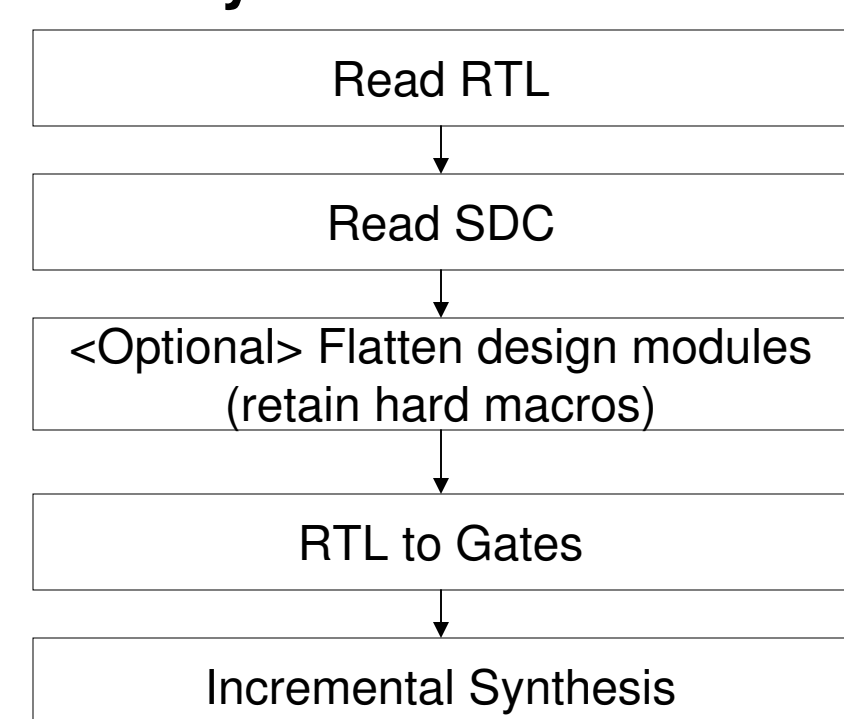 Read RTL
Read SDC
<Optional> Flatten design modules
(retain hard macros)
RTL to Gates
Incremental Synthesis